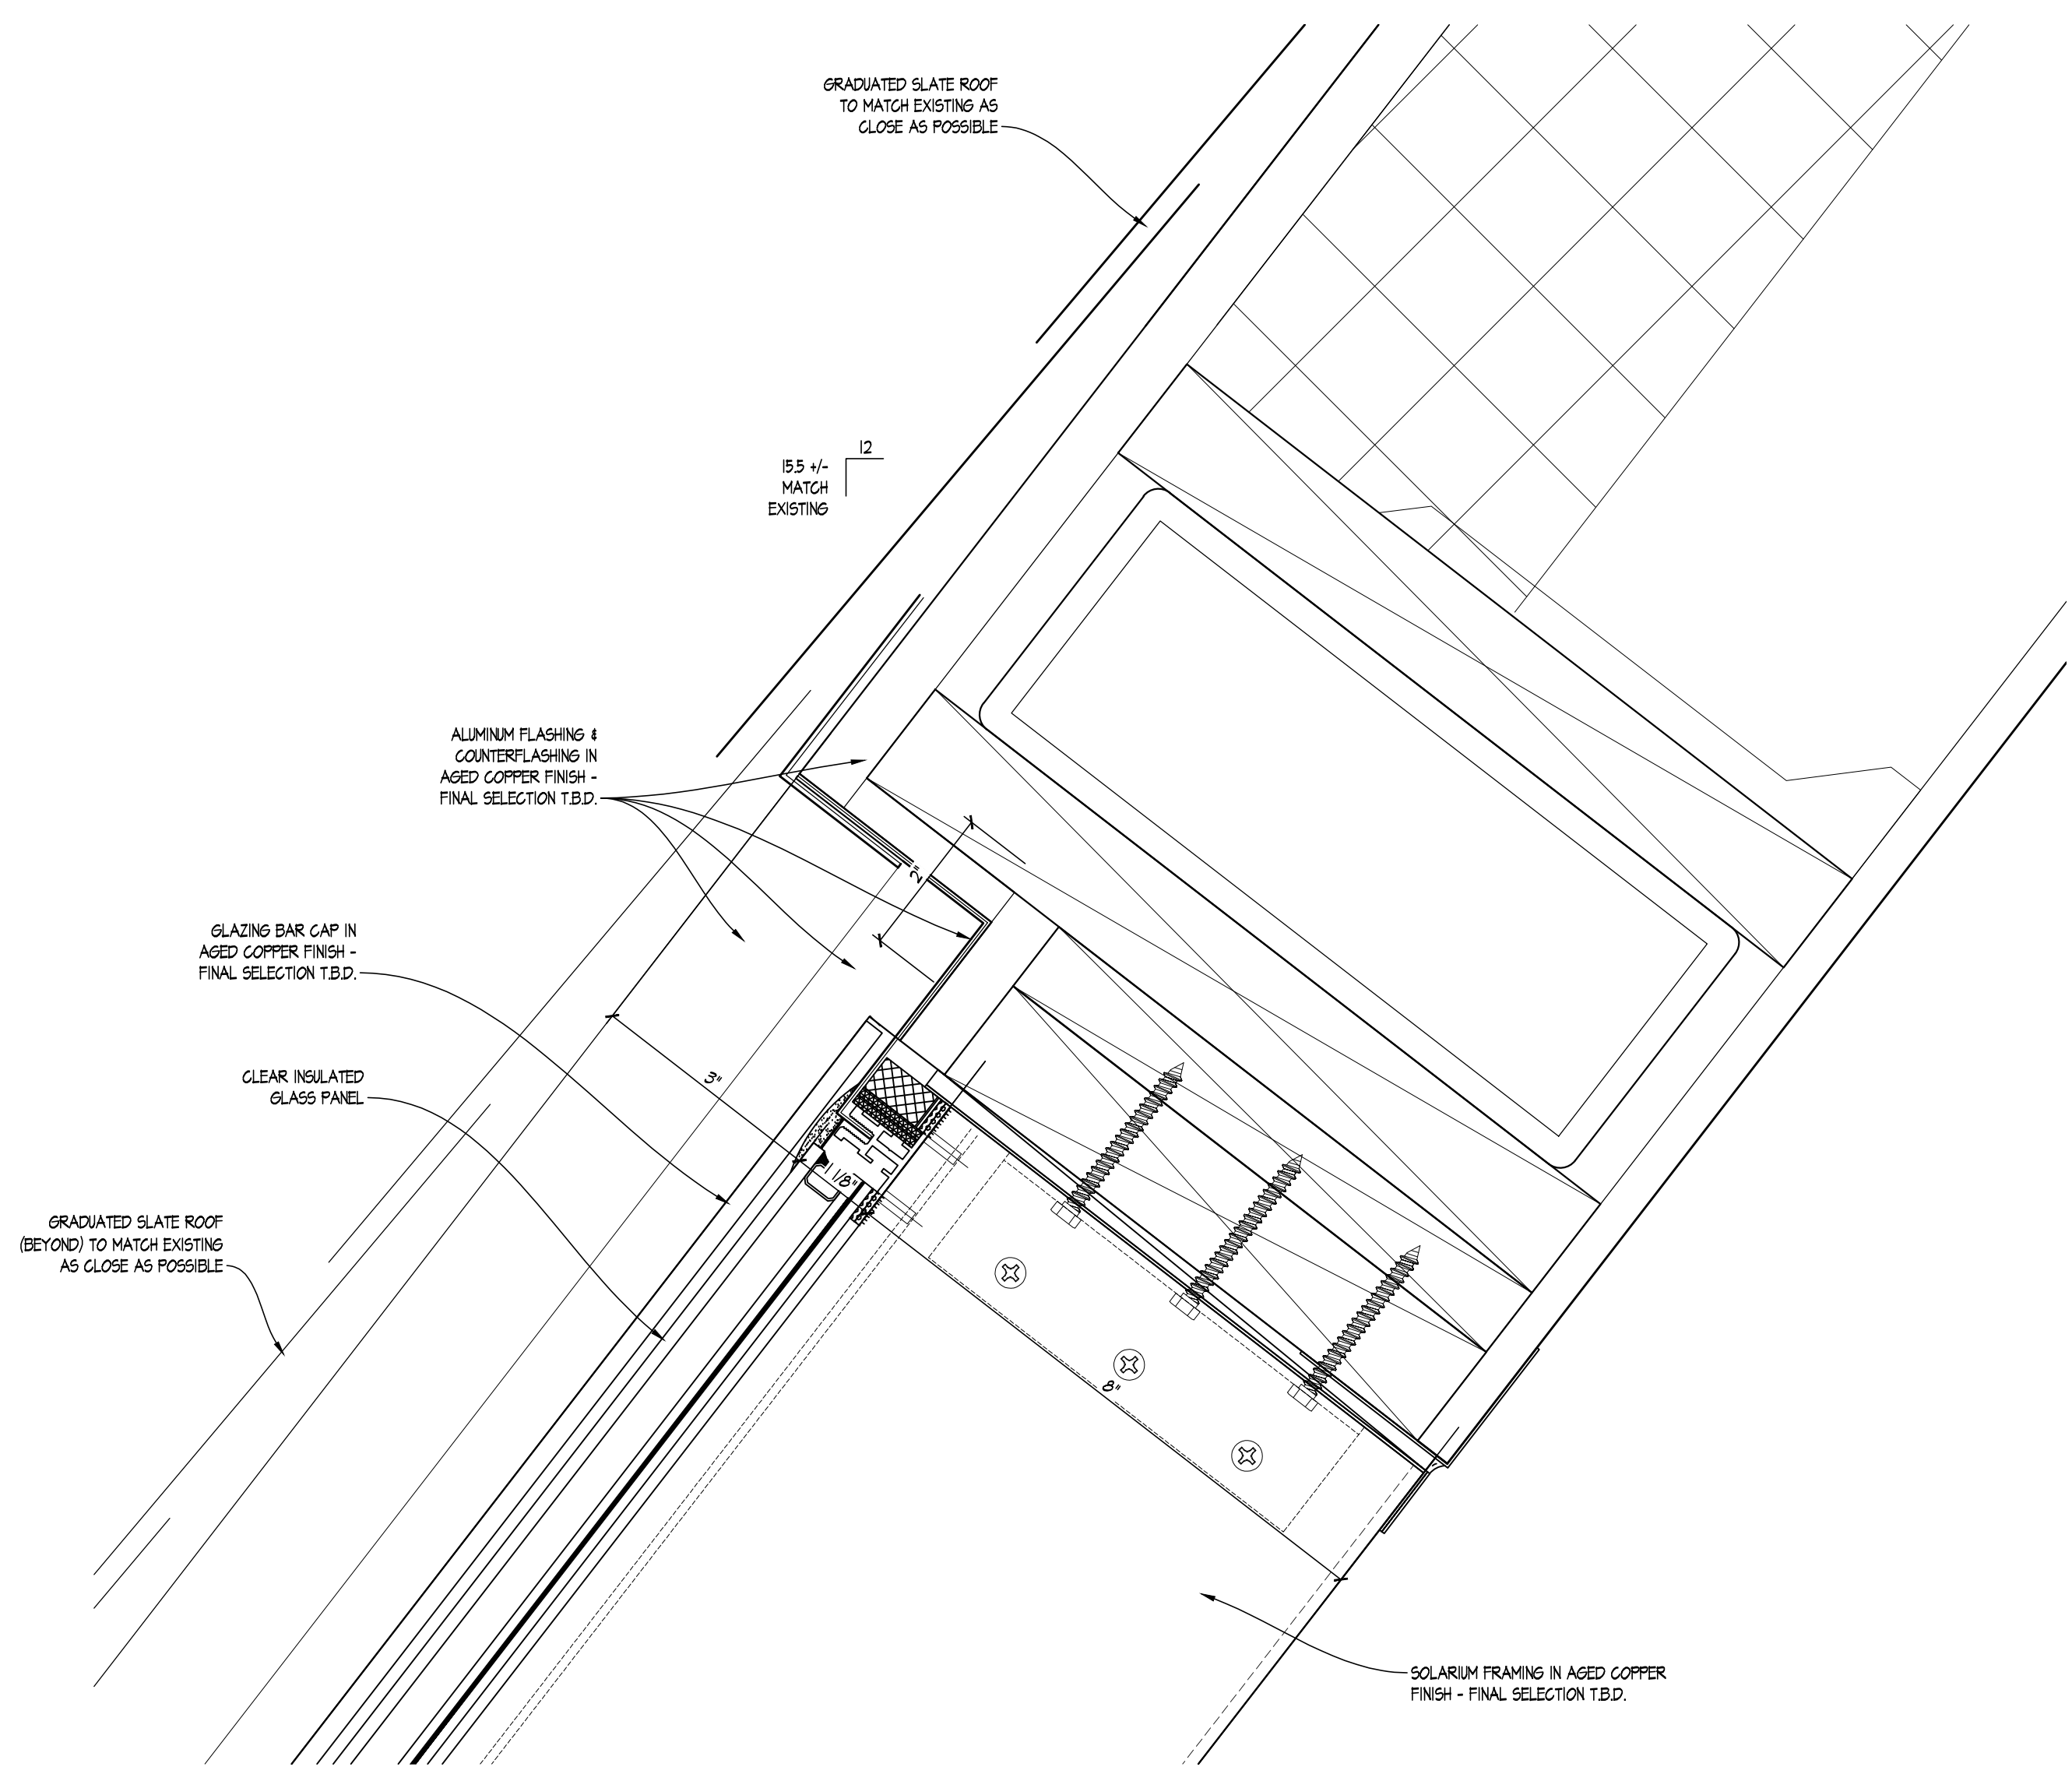 GRADUATED SLATE ROOF
TO MATCH EXISTING AS
CLOSE AS POSSIBLE
12
15.5 +/-
MATCH
EXISTING
ALUMINUM FLASHING &
COUNTERFLASHING IN
AGED COPPER FINISH -
FINAL SELECTION T.B.D.
2"
GLAZING BAR CAP IN
AGED COPPER FINISH -
FINAL SELECTION T.B.D.
3"
CLEAR INSULATED
GLASS PANEL
1 1/8"
GRADUATED SLATE ROOF
(BEYOND) TO MATCH EXISTING
AS CLOSE AS POSSIBLE
8"
SOLARIUM FRAMING IN AGED COPPER
FINISH - FINAL SELECTION T.B.D.